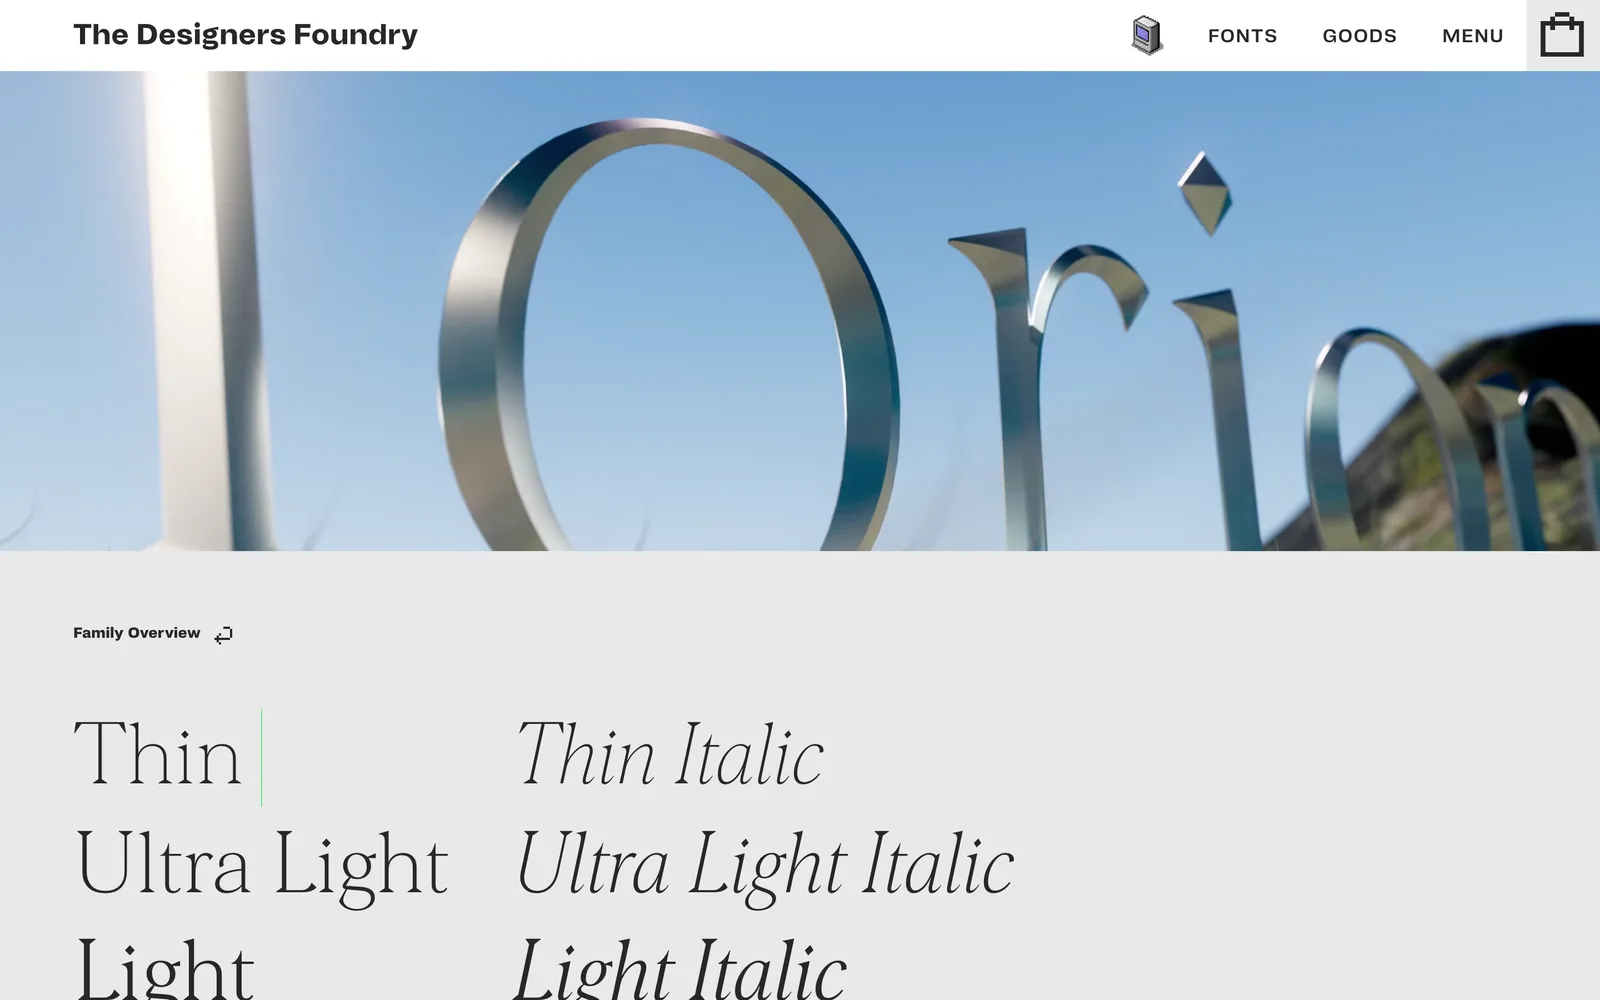 The Designers Foundry
FONTS GOODS MENU
Family Overview
Thin Thin Italic
Ultra Light Ultra Light Italic
Light Light Italic